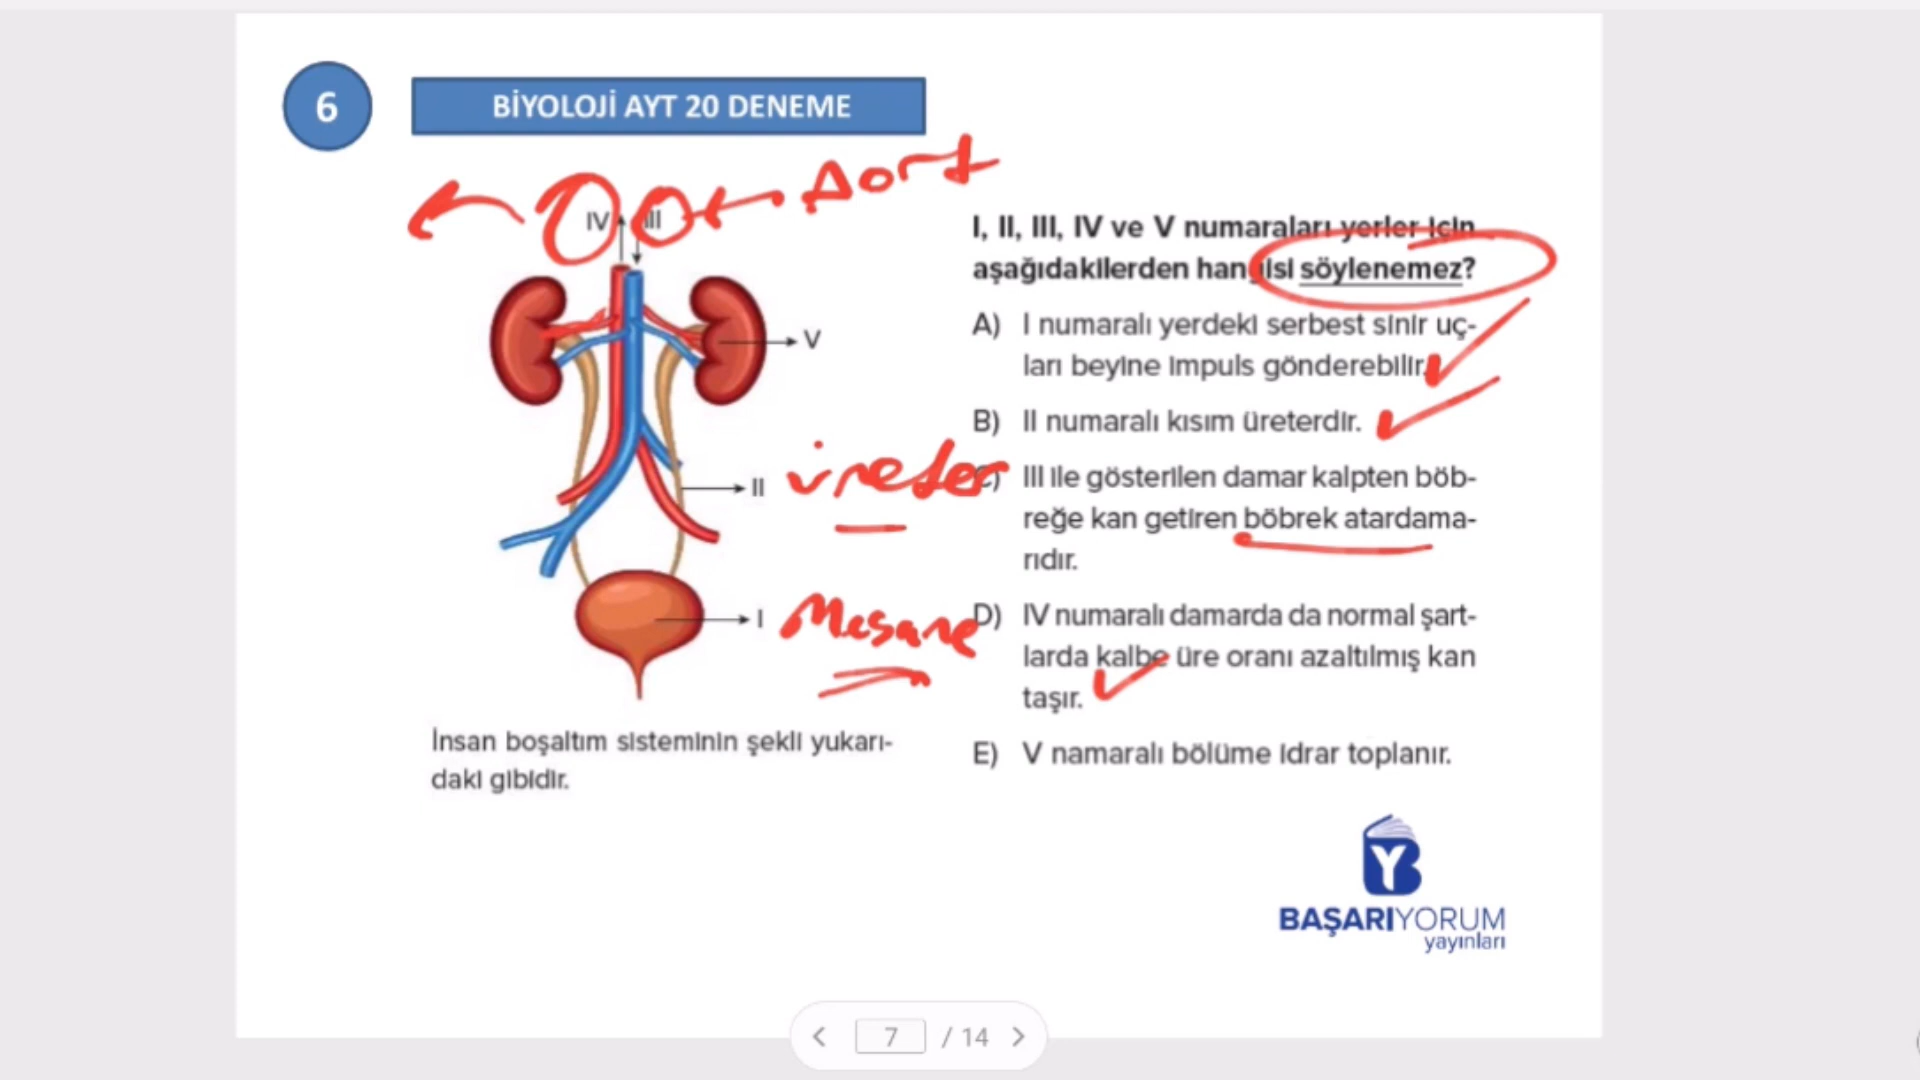 6
BİYOLOJİ AYT 20 DENEME
Aort
IV
III
V
II
üreter
I
Mesane
İnsan boşaltım sisteminin şekli yukarı-
daki gibidir.
I, II, III, IV ve V numaraları yerler için
aşağıdakilerden hangisi söylenemez?
A) I numaralı yerdeki serbest sinir uç-
ları beyine impuls gönderebilir.
B) II numaralı kısım üreterdir.
C) III ile gösterilen damar kalpten böb-
reğe kan getiren böbrek atardama-
rıdır.
D) IV numaralı damarda da normal şart-
larda kalbe üre oranı azaltılmış kan
taşır.
E) V namaralı bölüme idrar toplanır.
BAŞARIYORUM
yayınları
7 / 14